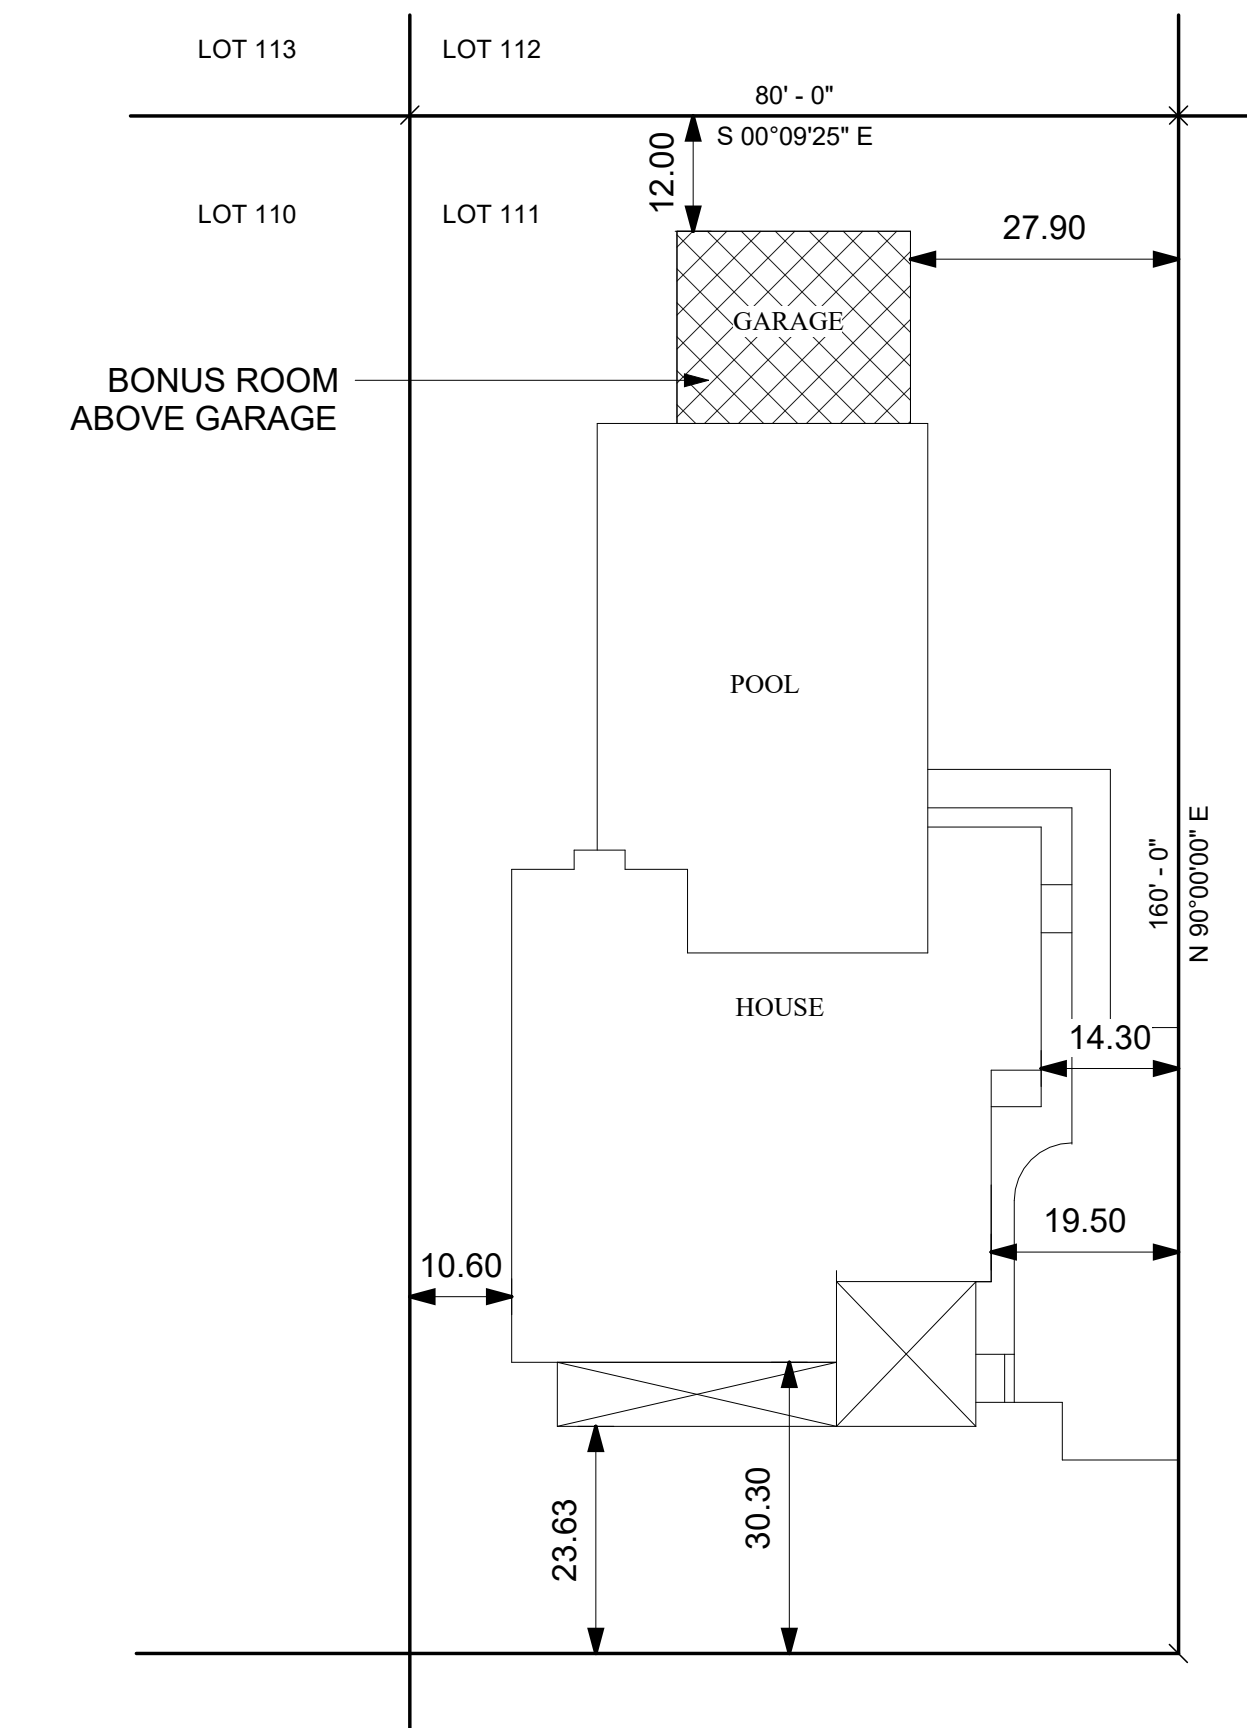 LOT 113
LOT 112
80' - 0"
S 00°09'25" E
12.00
LOT 110
LOT 111
27.90
GARAGE
BONUS ROOM
ABOVE GARAGE
POOL
160' - 0"
N 90°00'00" E
HOUSE
14.30
19.50
10.60
30.30
23.63